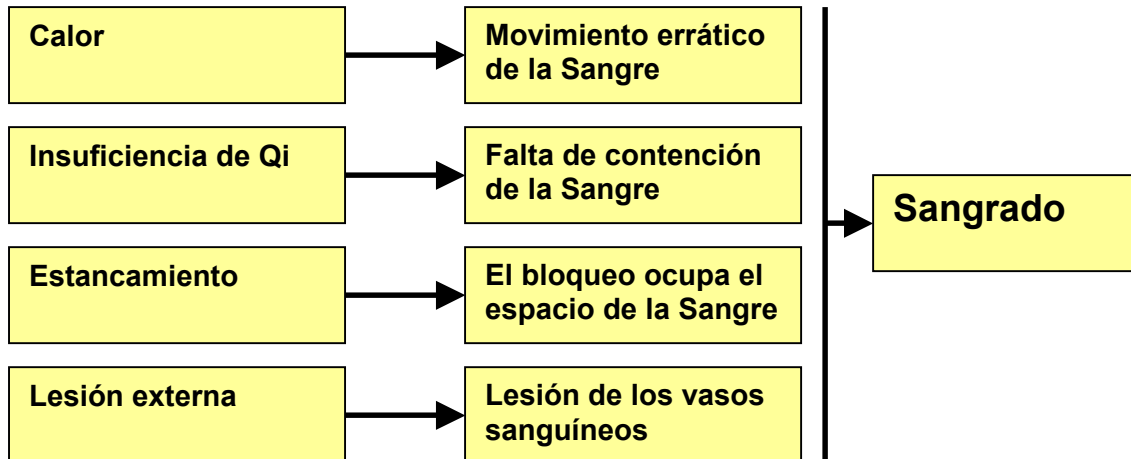 Calor
Movimiento errático
de la Sangre
Insuficiencia de Qi
Falta de contención
de la Sangre
Sangrado
Estancamiento
El bloqueo ocupa el
espacio de la Sangre
Lesión externa
Lesión de los vasos
sanguíneos